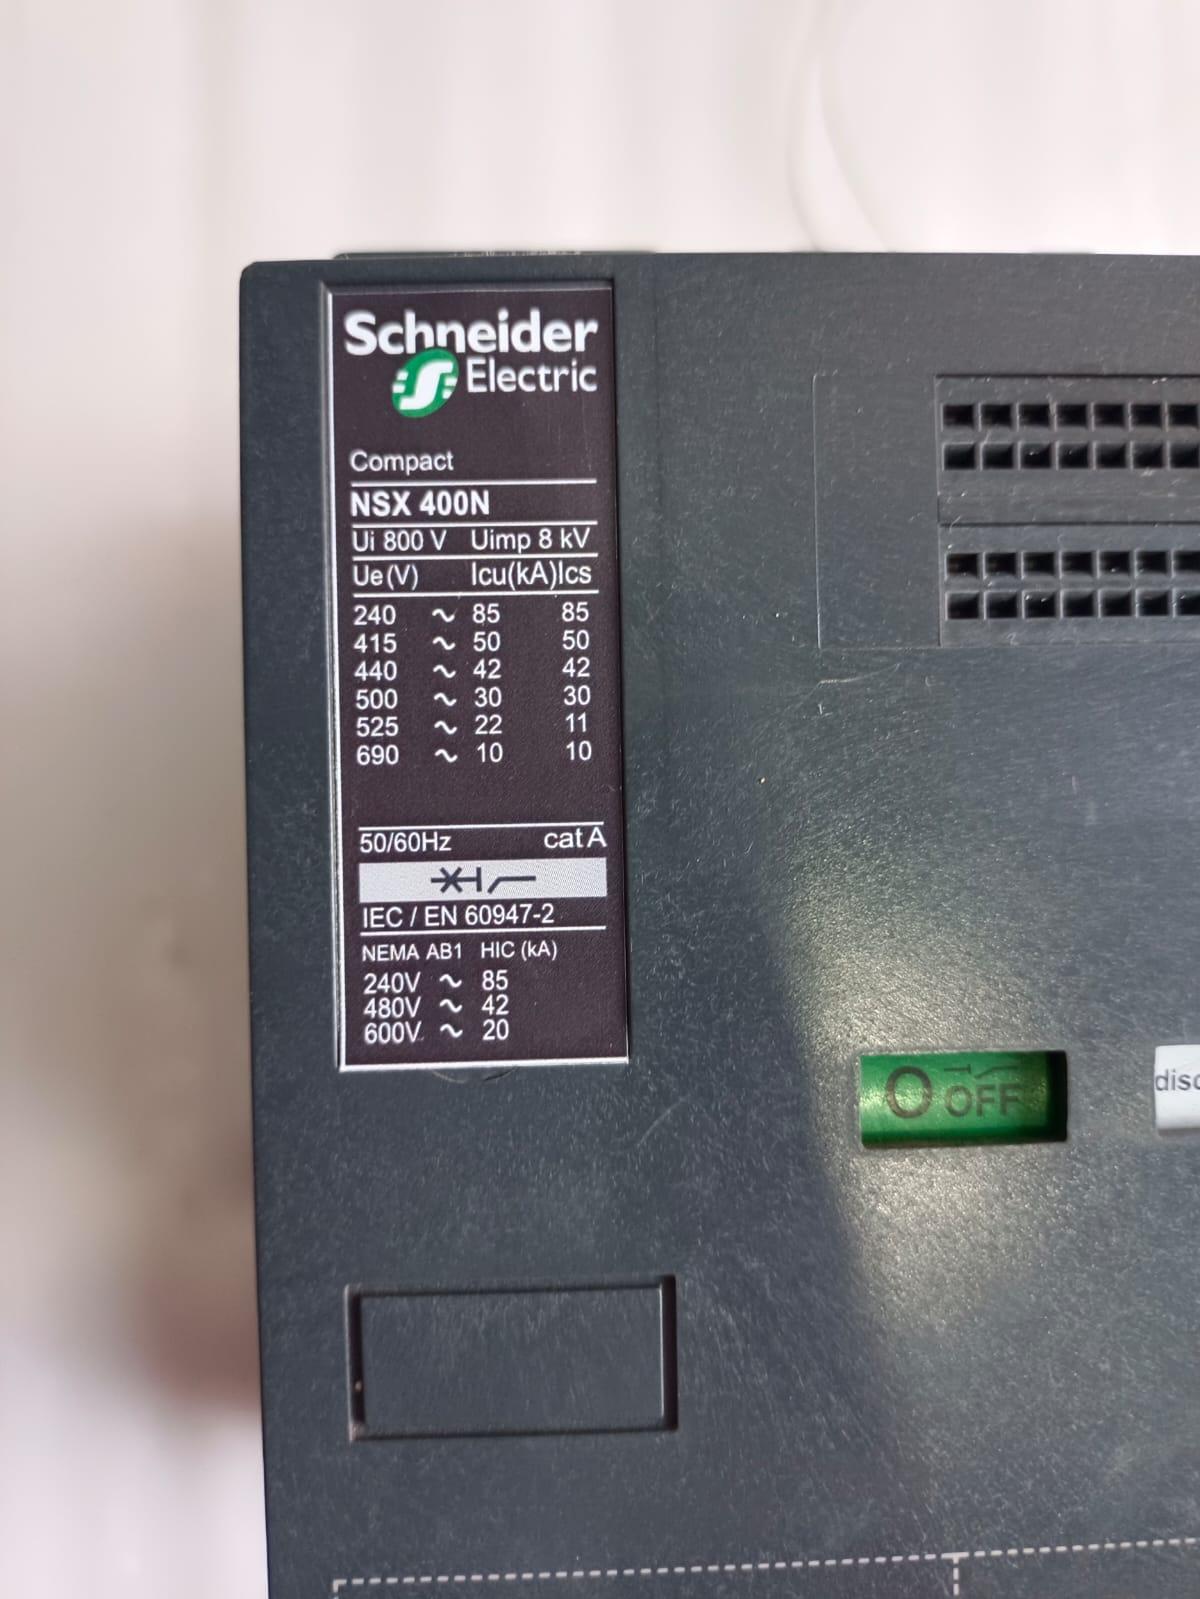 Schneider
Electric
Compact
NSX 400N
Ui 800 V Uimp 8 kV
Ue(V) Icu(kA)Ics
240 ~ 85 85
415 ~ 50 50
440 ~ 42 42
500 ~ 30 30
525 ~ 22 11
690 ~ 10 10
50/60Hz cat A
IEC / EN 60947-2
NEMA AB1 HIC (kA)
240V ~ 85
480V ~ 42
600V ~ 20
O OFF